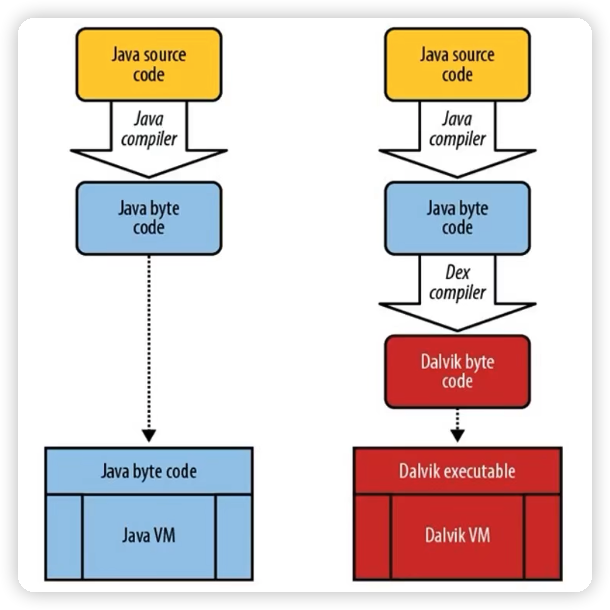 Java source
code
Java
compiler
Java byte
code
Java byte code
Java VM
Java source
code
Java
compiler
Java byte
code
Dex
compiler
Dalvik byte
code
Dalvik executable
Dalvik VM